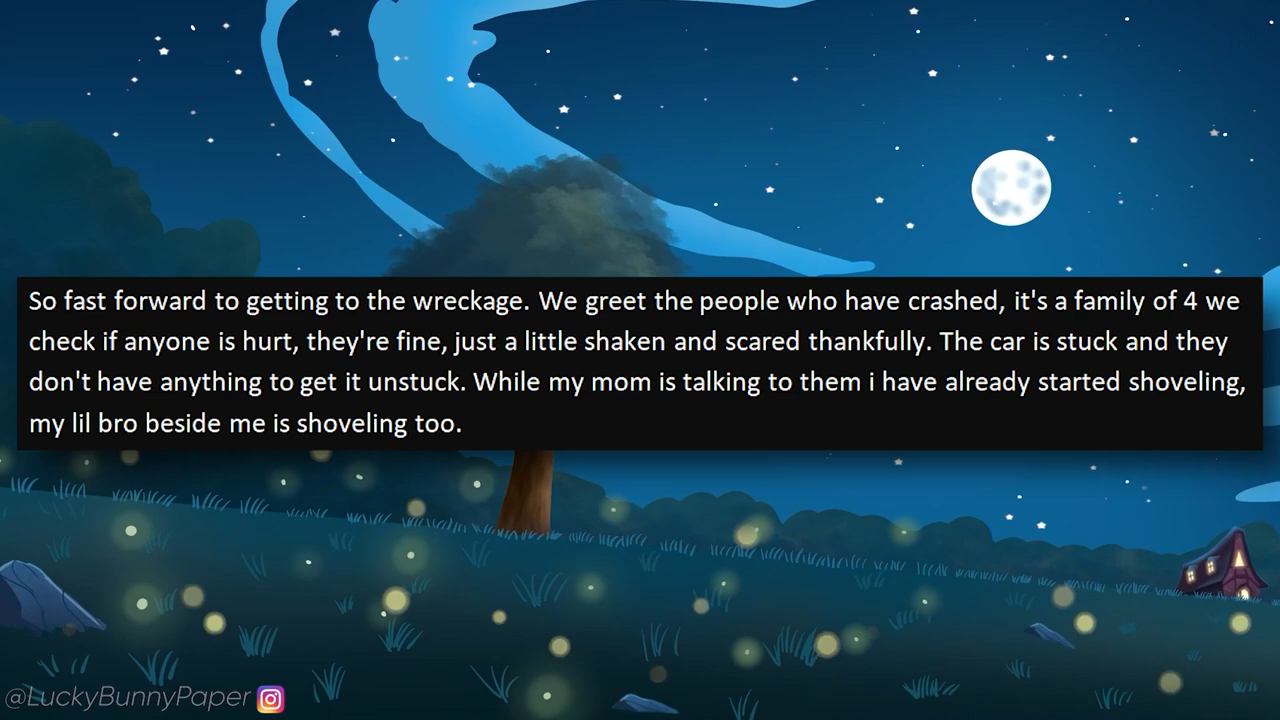 So fast forward to getting to the wreckage. We greet the people who have crashed, it's a family of 4 we
check if anyone is hurt, they're fine, just a little shaken and scared thankfully. The car is stuck and they
don't have anything to get it unstuck. While my mom is talking to them i have already started shoveling,
my lil bro beside me is shoveling too.
@LuckyBunnyPaper